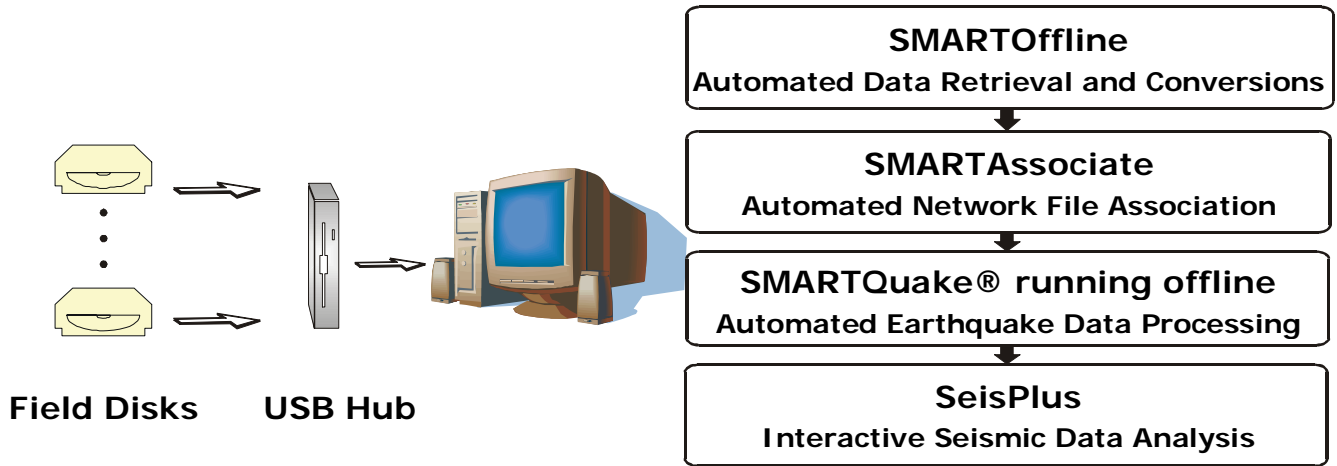 SMARTOffline
Automated Data Retrieval and Conversions
SMARTAssociate
Automated Network File Association
SMARTQuake® running offline
Automated Earthquake Data Processing
SeisPlus
Interactive Seismic Data Analysis
Field Disks
USB Hub